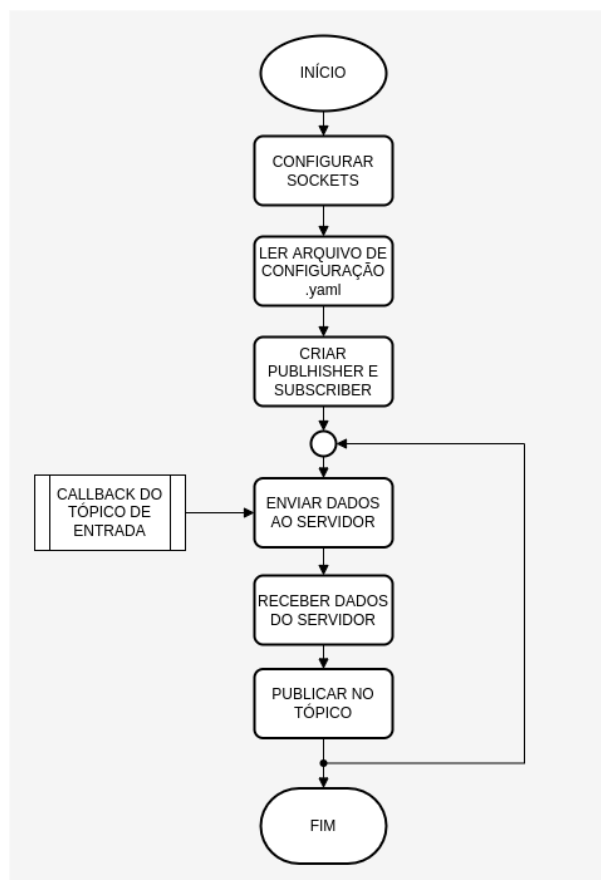 INÍCIO
CONFIGURAR
SOCKETS
LER ARQUIVO DE
CONFIGURAÇÃO
.yaml
CRIAR
PUBLHISHER E
SUBSCRIBER
CALLBACK DO
TÓPICO DE
ENTRADA
ENVIAR DADOS
AO SERVIDOR
RECEBER DADOS
DO SERVIDOR
PUBLICAR NO
TÓPICO
FIM